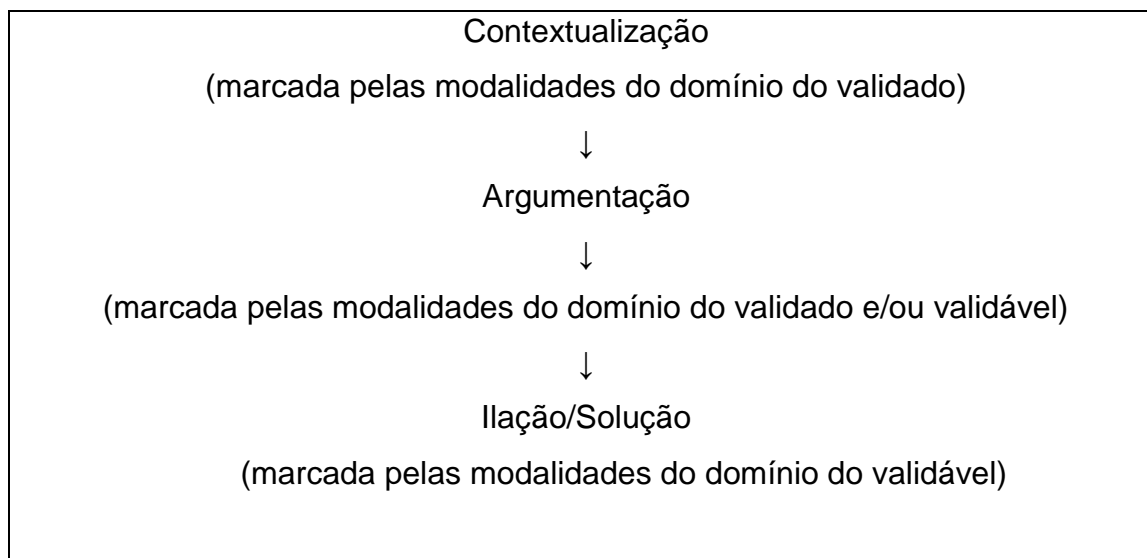 Contextualização
(marcada pelas modalidades do domínio do validado)
↓
Argumentação
↓
(marcada pelas modalidades do domínio do validado e/ou validável)
↓
Ilação/Solução
(marcada pelas modalidades do domínio do validável)